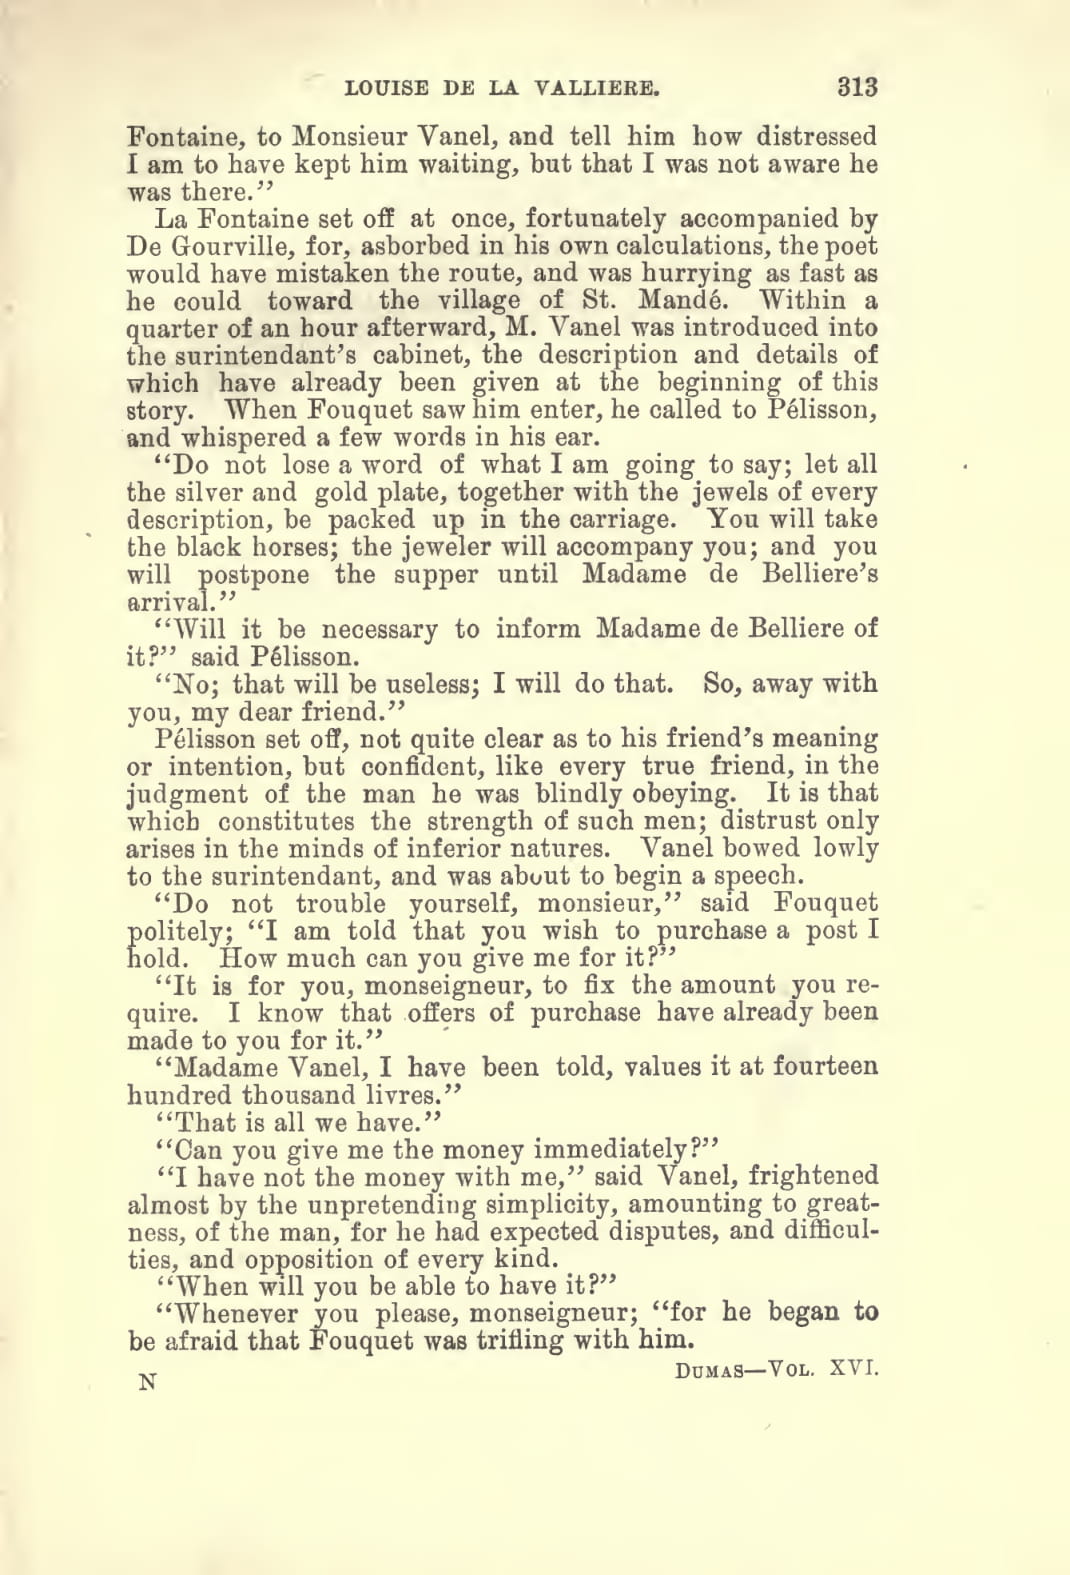 LOUISE DE LA VALLIERE. 313
Fontaine, to Monsieur Vanel, and tell him how distressed
I am to have kept him waiting, but that I was not aware he
was there.”
La Fontaine set off at once, fortunately accompanied by
De Gourville, for, asborbed in his own calculations, the poet
would have mistaken the route, and was hurrying as fast as
he could toward the village of St. Mandé. Within a
quarter of an hour afterward, M. Vanel was introduced into
the surintendant’s cabinet, the description and details of
which have already been given at the beginning of this
story. When Fouquet saw him enter, he called to Pélisson,
and whispered a few words in his ear.
“Do not lose a word of what I am going to say; let all
the silver and gold plate, together with the jewels of every
description, be packed up in the carriage. You will take
the black horses; the jeweler will accompany you; and you
will postpone the supper until Madame de Belliere’s
arrival.”
“Will it be necessary to inform Madame de Belliere of
it?” said Pélisson.
“No; that will be useless; I will do that. So, away with
you, my dear friend.”
Pélisson set off, not quite clear as to his friend’s meaning
or intention, but confident, like every true friend, in the
judgment of the man he was blindly obeying. It is that
which constitutes the strength of such men; distrust only
arises in the minds of inferior natures. Vanel bowed lowly
to the surintendant, and was about to begin a speech.
“Do not trouble yourself, monsieur,” said Fouquet
politely; “I am told that you wish to purchase a post I
hold. How much can you give me for it?”
“It is for you, monseigneur, to fix the amount you re-
quire. I know that offers of purchase have already been
made to you for it.”
“Madame Vanel, I have been told, values it at fourteen
hundred thousand livres.”
“That is all we have.”
“Can you give me the money immediately?”
“I have not the money with me,” said Vanel, frightened
almost by the unpretending simplicity, amounting to great-
ness, of the man, for he had expected disputes, and difficul-
ties, and opposition of every kind.
“When will you be able to have it?”
“Whenever you please, monseigneur; “for he began to
be afraid that Fouquet was trifling with him.
N DUMAS—VOL. XVI.